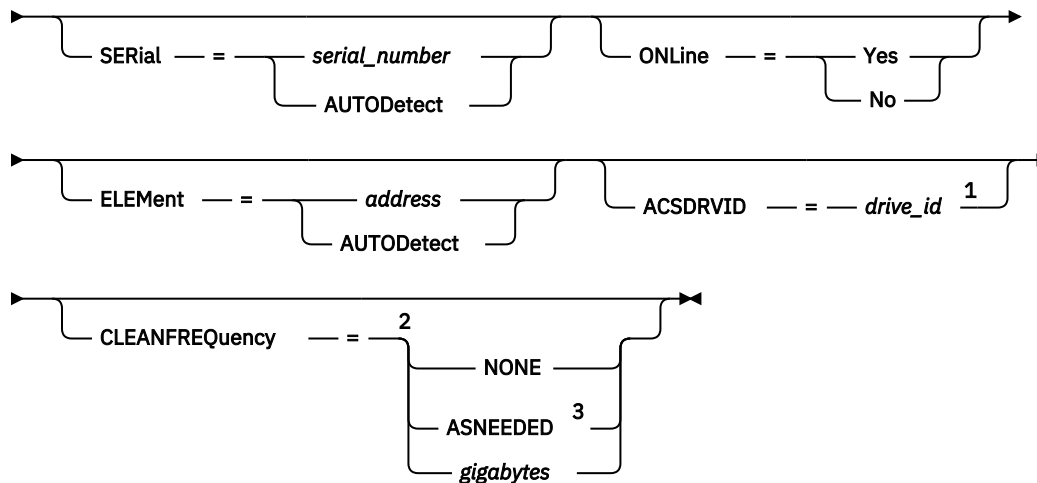 SERial = serial_number
AUTODetect
ONLine = Yes
No
ELEMent = address
AUTODetect
ACSDRVID = drive_id 1
CLEANFREQuency = 2
NONE
ASNEEDED 3
gigabytes